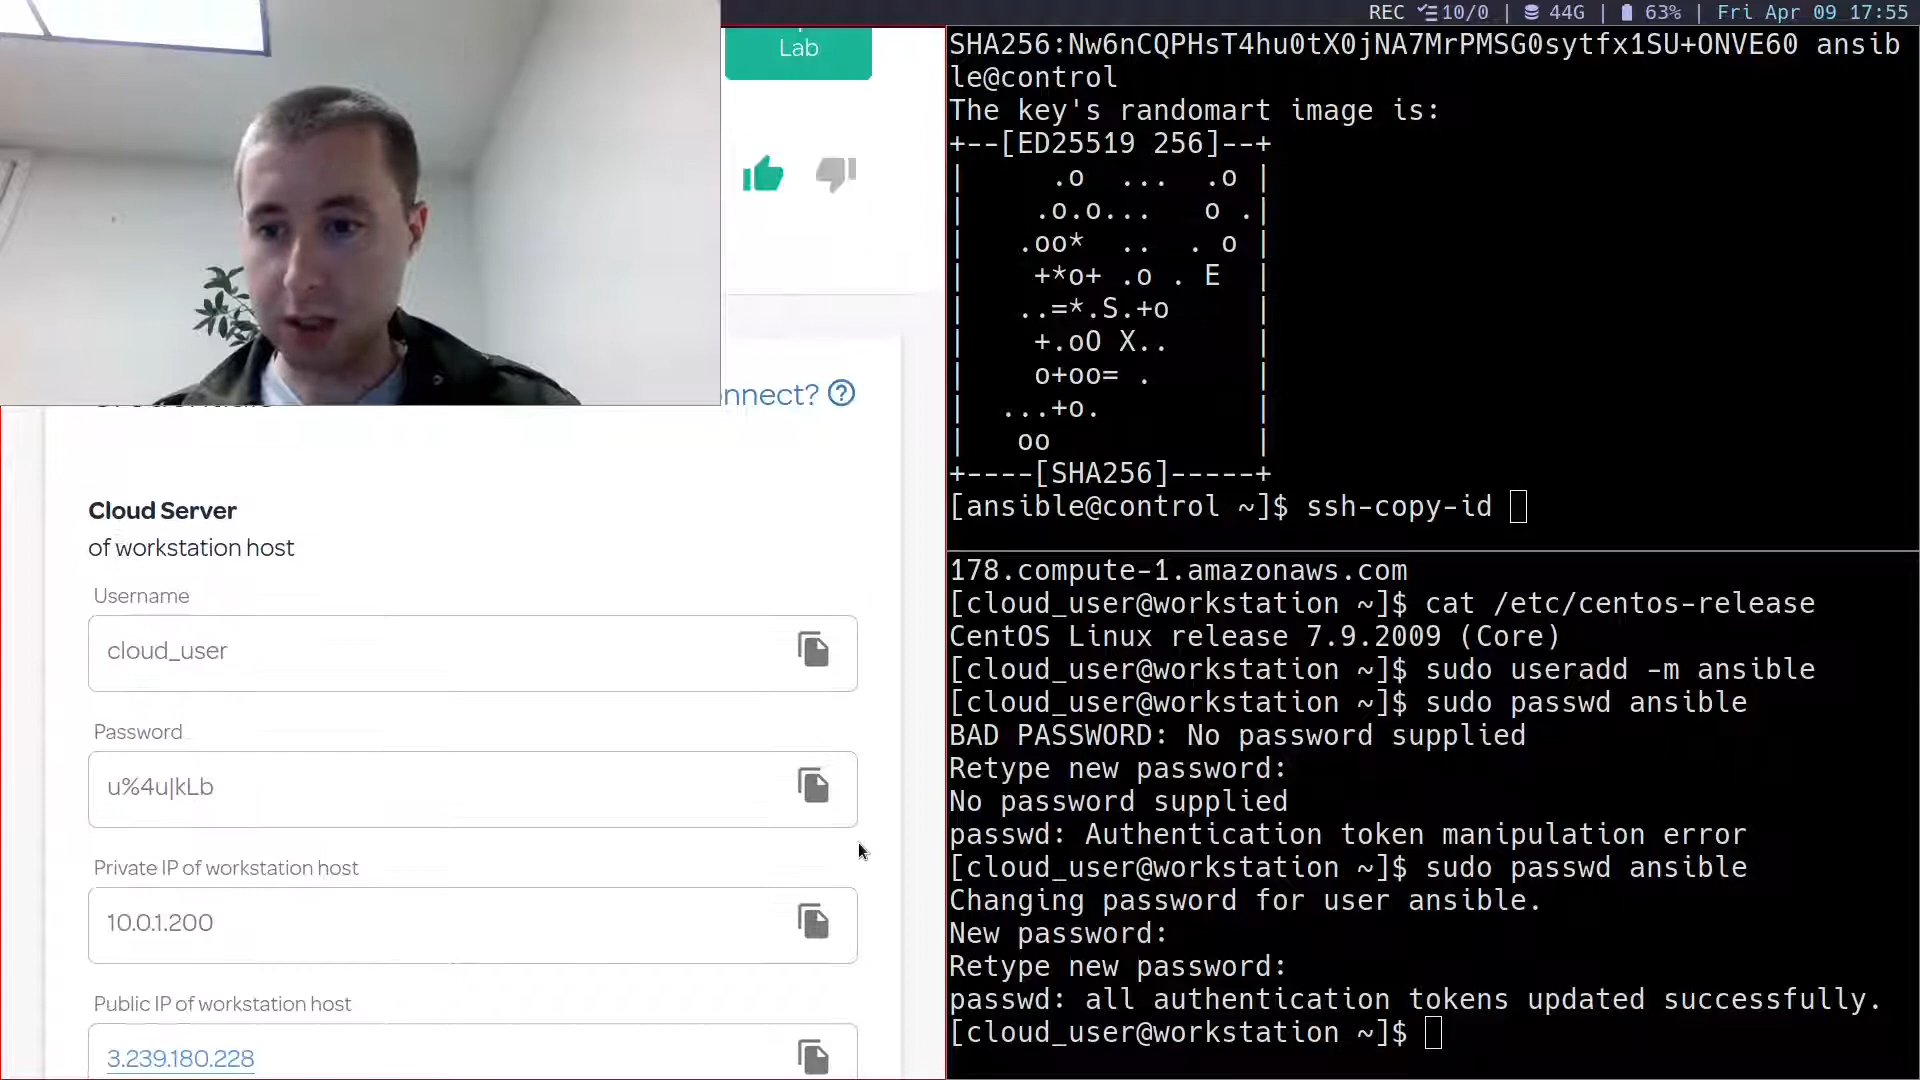 REC 10/0 | 44G | 63% | Fri Apr 09 17:55
Lab
nnect?
Cloud Server
of workstation host
Username
cloud_user
Password
u%4u|kLb
Private IP of workstation host
10.0.1.200
Public IP of workstation host
3.239.180.228
SHA256:Nw6nCQPHsT4hu0tX0jNA7MrPMSG0sytfx1SU+ONVE60 ansib
le@control
The key's randomart image is:
+--[ED25519 256]--+
|     .o  ...  .o |
|    .o.o...   o .|
|   .oo*  ..  . o |
|    +*o+ .o . E  |
|   ..=*.S.+o     |
|    +.oO X..     |
|    o+oo= .      |
|  ...+o.         |
|   oo            |
+----[SHA256]-----+
[ansible@control ~]$ ssh-copy-id
178.compute-1.amazonaws.com
[cloud_user@workstation ~]$ cat /etc/centos-release
CentOS Linux release 7.9.2009 (Core)
[cloud_user@workstation ~]$ sudo useradd -m ansible
[cloud_user@workstation ~]$ sudo passwd ansible
BAD PASSWORD: No password supplied
Retype new password:
No password supplied
passwd: Authentication token manipulation error
[cloud_user@workstation ~]$ sudo passwd ansible
Changing password for user ansible.
New password:
Retype new password:
passwd: all authentication tokens updated successfully.
[cloud_user@workstation ~]$